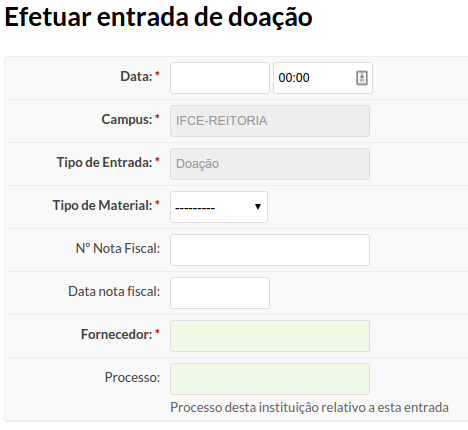 Efetuar entrada de doação
Data: * 00:00
Campus: * IFCE-REITORIA
Tipo de Entrada: * Doação
Tipo de Material: * ---------
Nº Nota Fiscal:
Data nota fiscal:
Fornecedor: *
Processo:
Processo desta instituição relativo a esta entrada